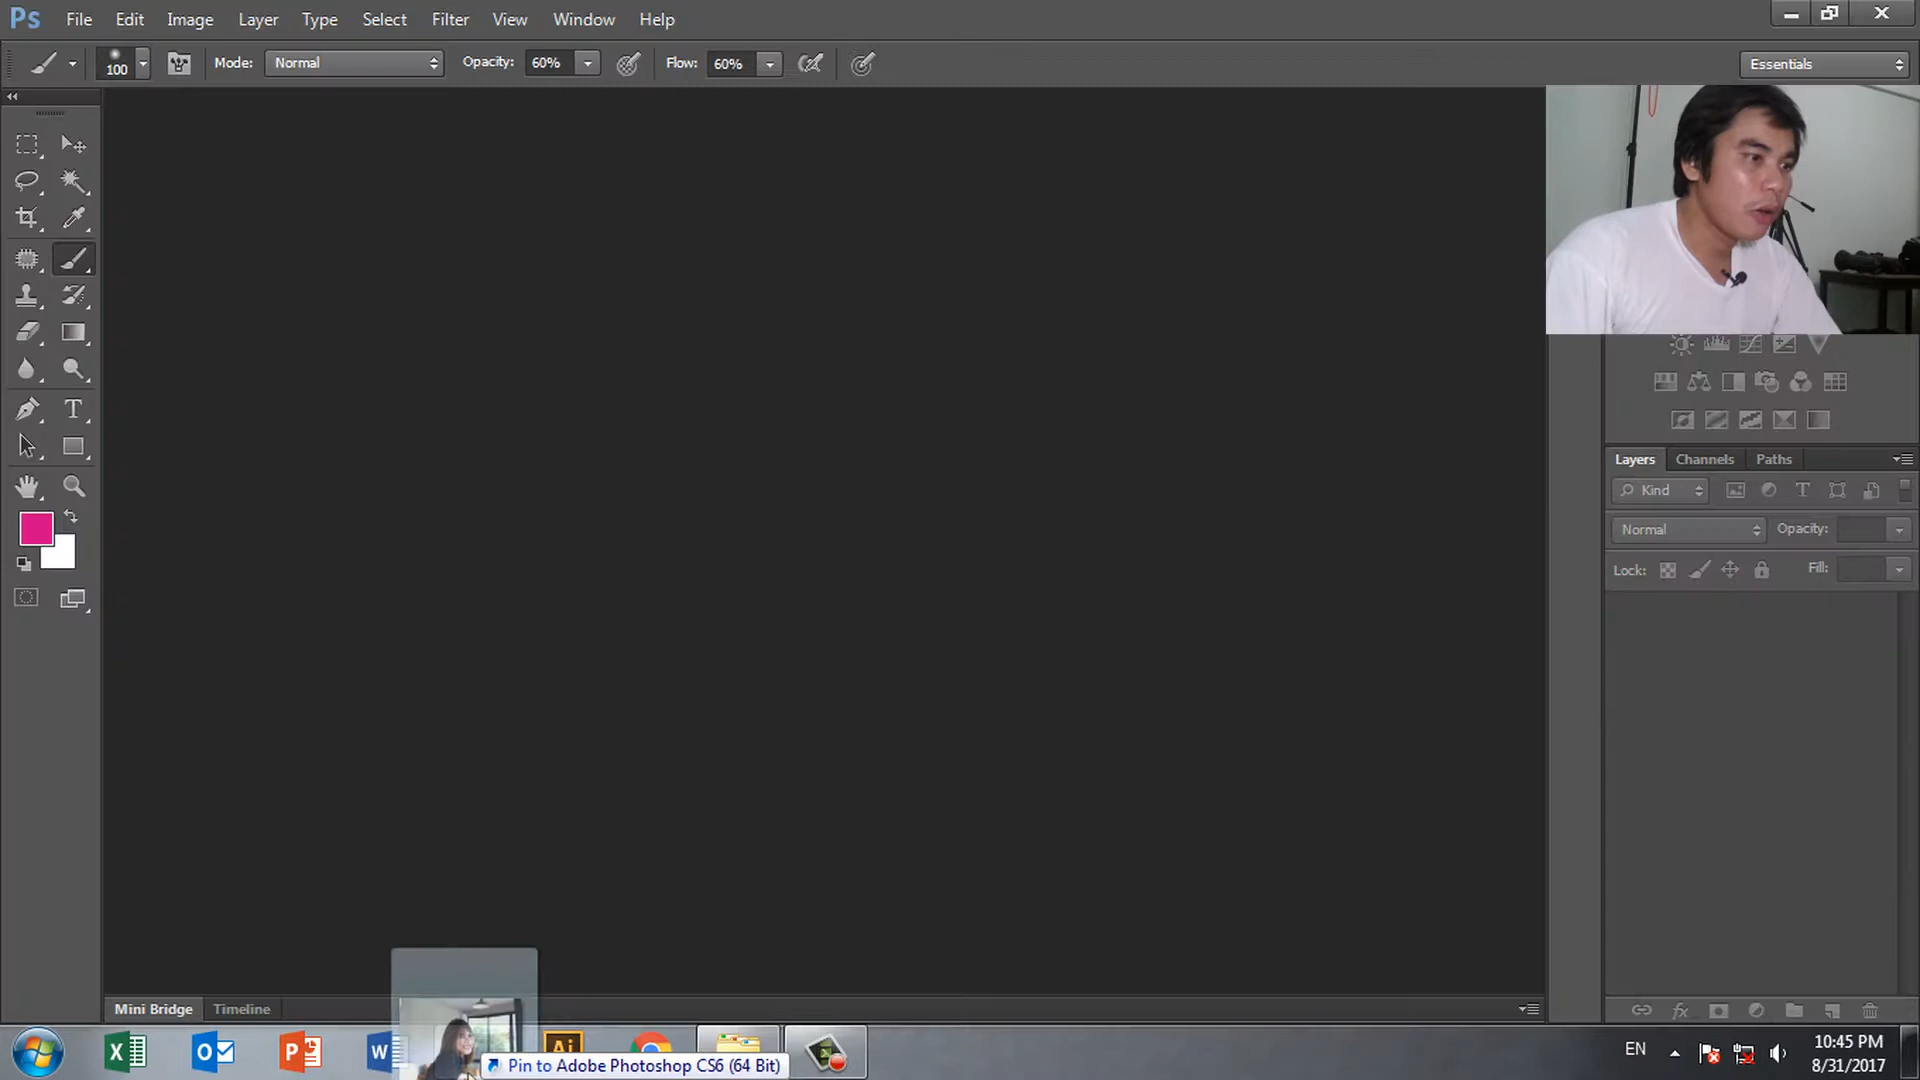 Ps File Edit Image Layer Type Select Filter View Window Help
100 Mode: Normal Opacity: 60% Flow: 60% Essentials
Layers Channels Paths
Kind
Normal Opacity:
Lock: Fill:
Mini Bridge Timeline
Pin to Adobe Photoshop CS6 (64 Bit)
Ai
EN
10:45 PM
8/31/2017